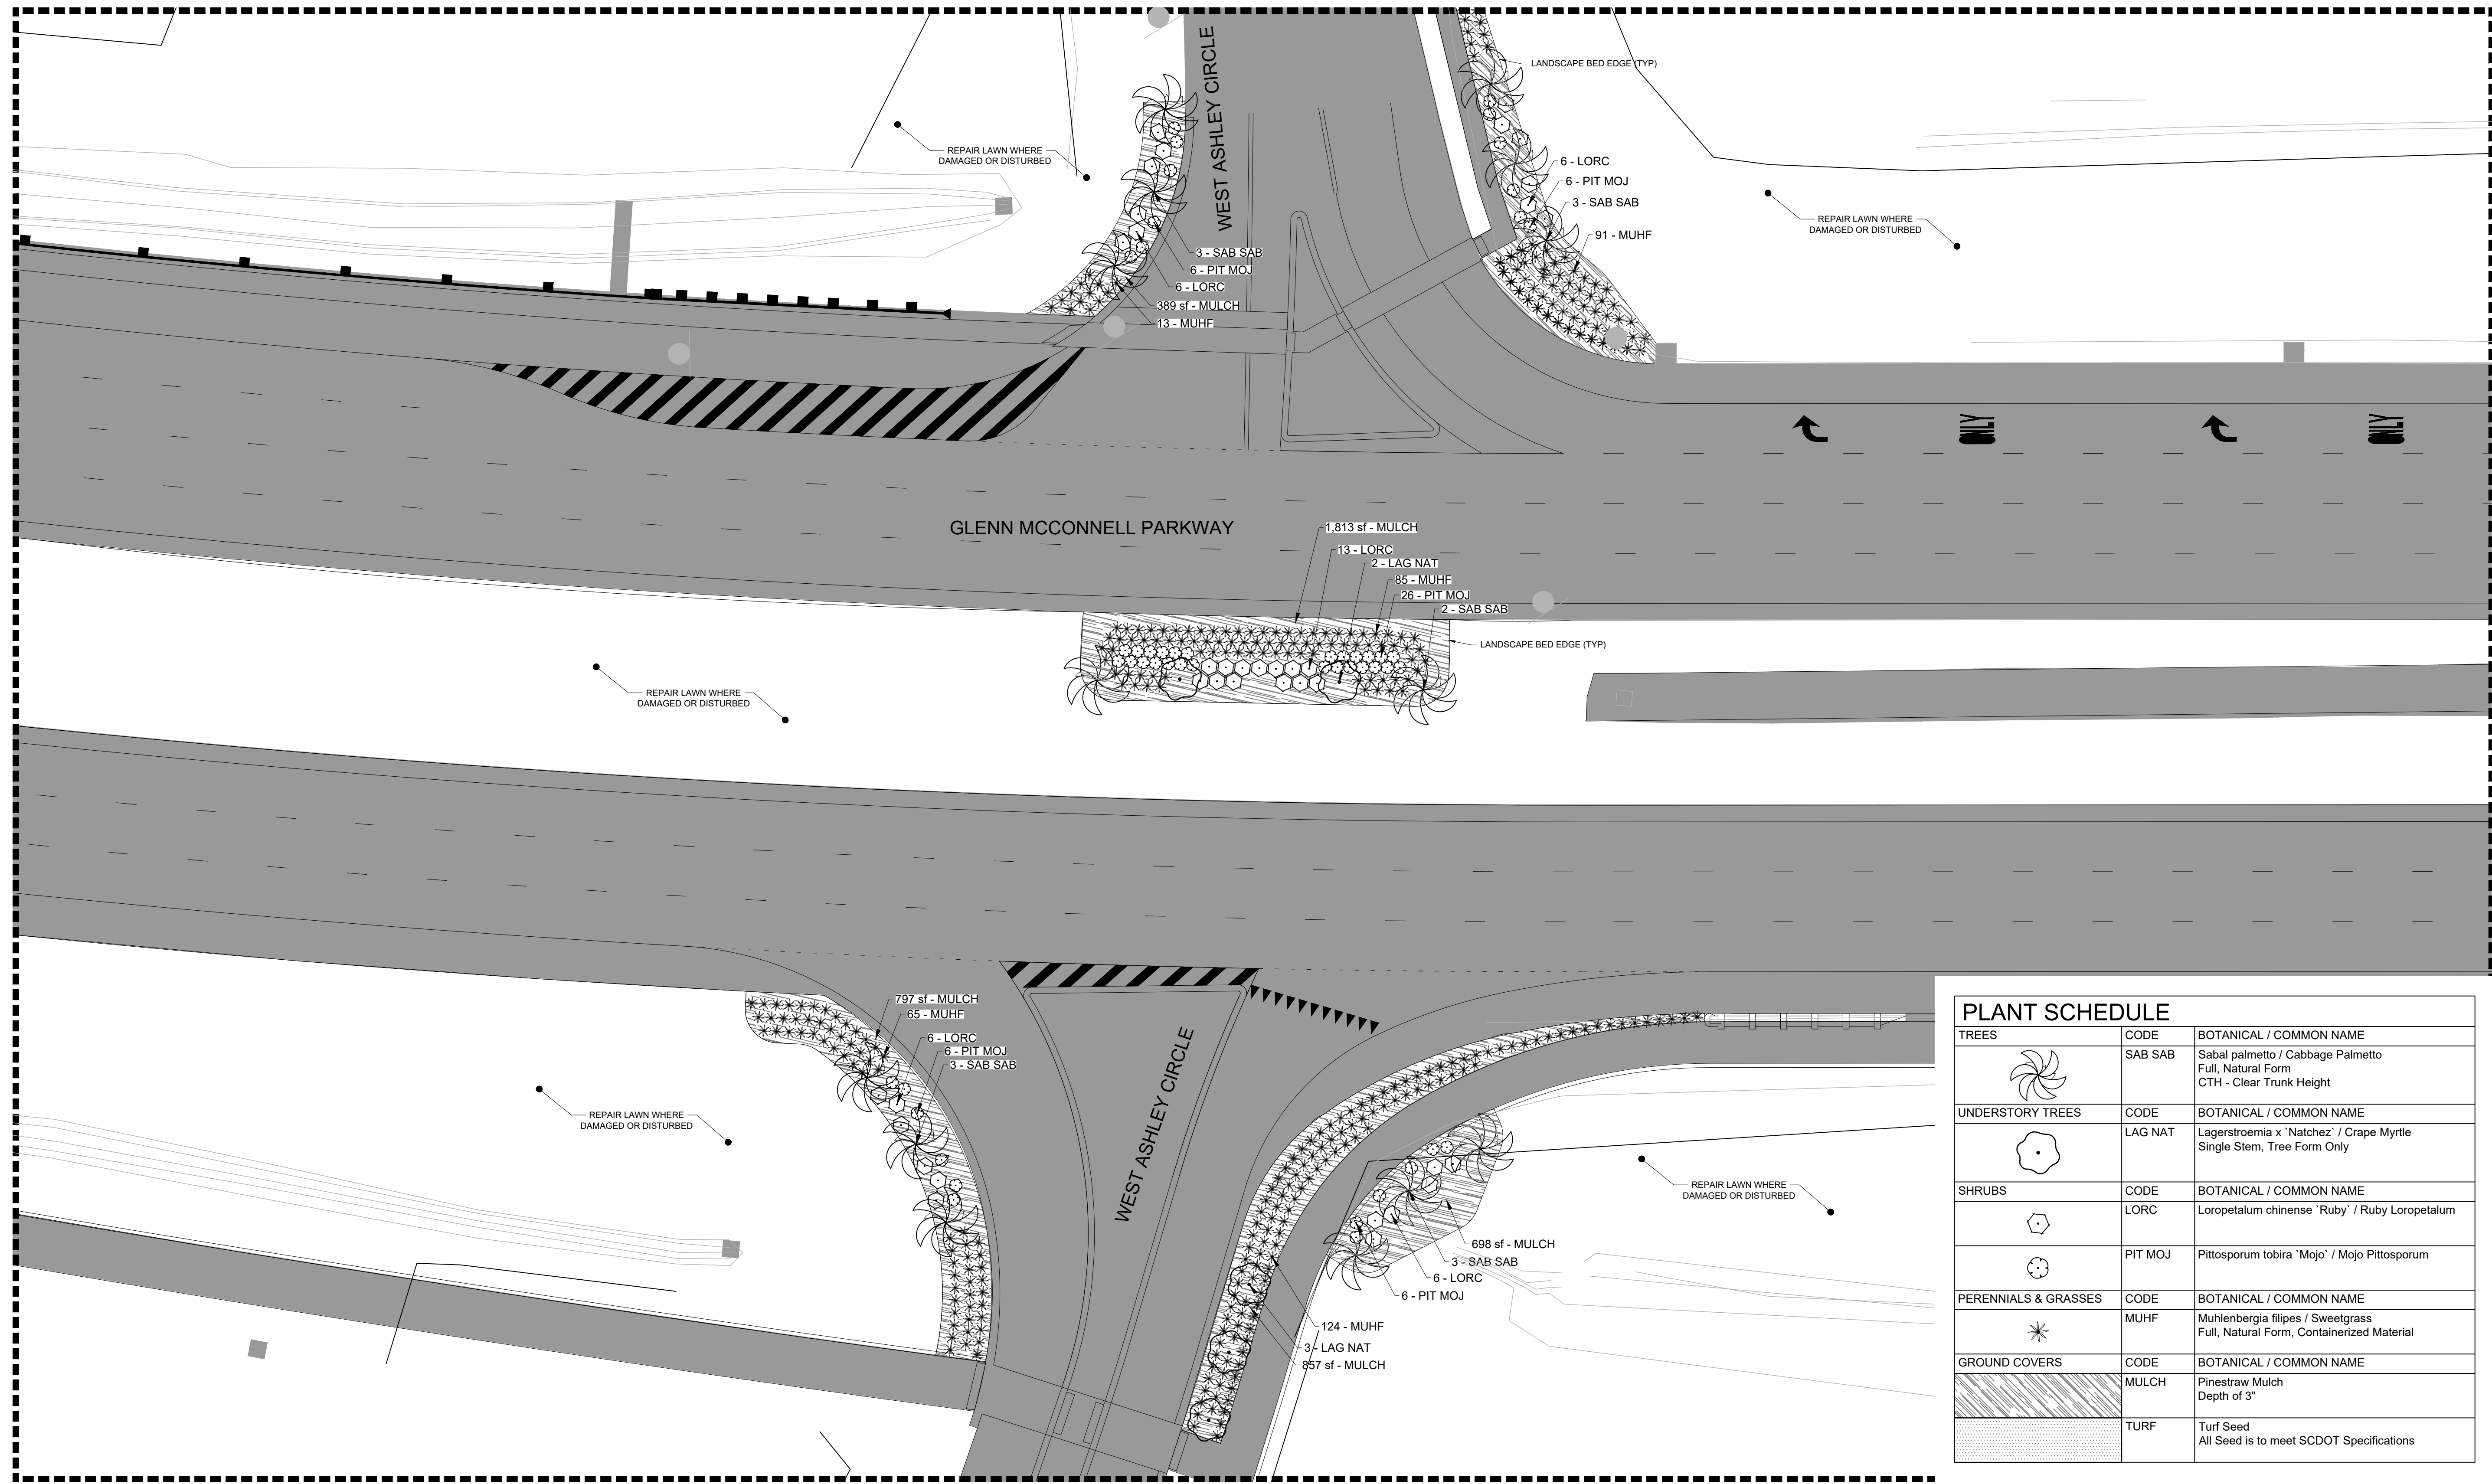 WEST ASHLEY CIRCLE
LANDSCAPE BED EDGE (TYP)
REPAIR LAWN WHERE
DAMAGED OR DISTURBED
6 - LORC
6 - PIT MOJ
3 - SAB SAB
91 - MUHF
REPAIR LAWN WHERE
DAMAGED OR DISTURBED
3 - SAB SAB
6 - PIT MOJ
6 - LORC
389 sf - MULCH
13 - MUHF
ONLY
ONLY
GLENN MCCONNELL PARKWAY
1,813 sf - MULCH
13 - LORC
2 - LAG NAT
85 - MUHF
26 - PIT MOJ
2 - SAB SAB
LANDSCAPE BED EDGE (TYP)
REPAIR LAWN WHERE
DAMAGED OR DISTURBED
797 sf - MULCH
65 - MUHF
6 - LORC
6 - PIT MOJ
3 - SAB SAB
WEST ASHLEY CIRCLE
REPAIR LAWN WHERE
DAMAGED OR DISTURBED
REPAIR LAWN WHERE
DAMAGED OR DISTURBED
698 sf - MULCH
3 - SAB SAB
6 - LORC
6 - PIT MOJ
124 - MUHF
3 - LAG NAT
857 sf - MULCH
PLANT SCHEDULE
TREES CODE BOTANICAL / COMMON NAME
SAB SAB Sabal palmetto / Cabbage Palmetto
Full, Natural Form
CTH - Clear Trunk Height
UNDERSTORY TREES CODE BOTANICAL / COMMON NAME
LAG NAT Lagerstroemia x `Natchez` / Crape Myrtle
Single Stem, Tree Form Only
SHRUBS CODE BOTANICAL / COMMON NAME
LORC Loropetalum chinense `Ruby` / Ruby Loropetalum
PIT MOJ Pittosporum tobira `Mojo` / Mojo Pittosporum
PERENNIALS & GRASSES CODE BOTANICAL / COMMON NAME
MUHF Muhlenbergia filipes / Sweetgrass
Full, Natural Form, Containerized Material
GROUND COVERS CODE BOTANICAL / COMMON NAME
MULCH Pinestraw Mulch
Depth of 3"
TURF Turf Seed
All Seed is to meet SCDOT Specifications